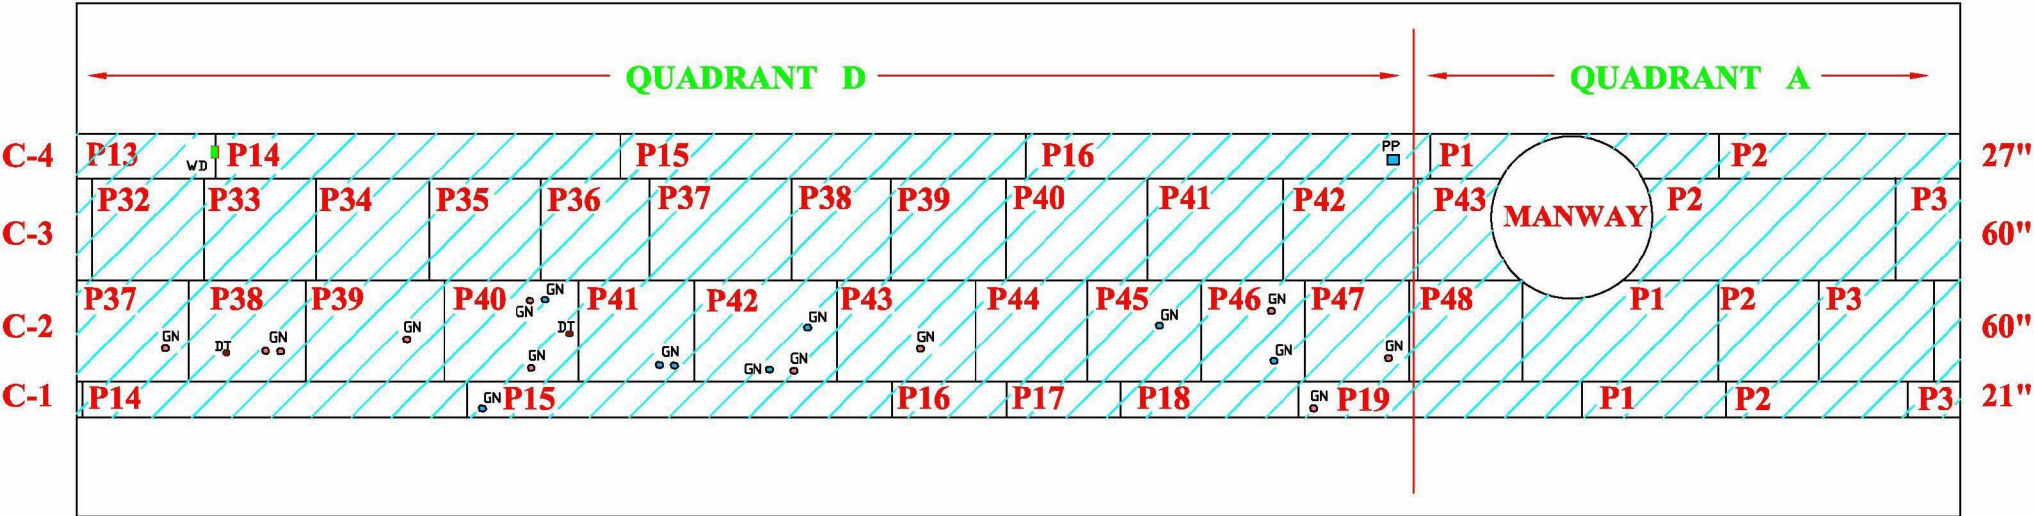 QUADRANT D QUADRANT A
C-4 P13 WD P14 P15 P16 PP P1 P2 27"
C-3 P32 P33 P34 P35 P36 P37 P38 P39 P40 P41 P42 P43 MANWAY P2 P3 60"
C-2 P37 P38 P39 P40 GN P41 P42 P43 P44 P45 P46 GN P47 P48 P1 P2 P3 60"
GN GN
GN DT GN GN DT GN GN GN GN
GN GN GN GN
C-1 P14 GN P15 P16 P17 P18 GN P19 P1 P2 P3 21"